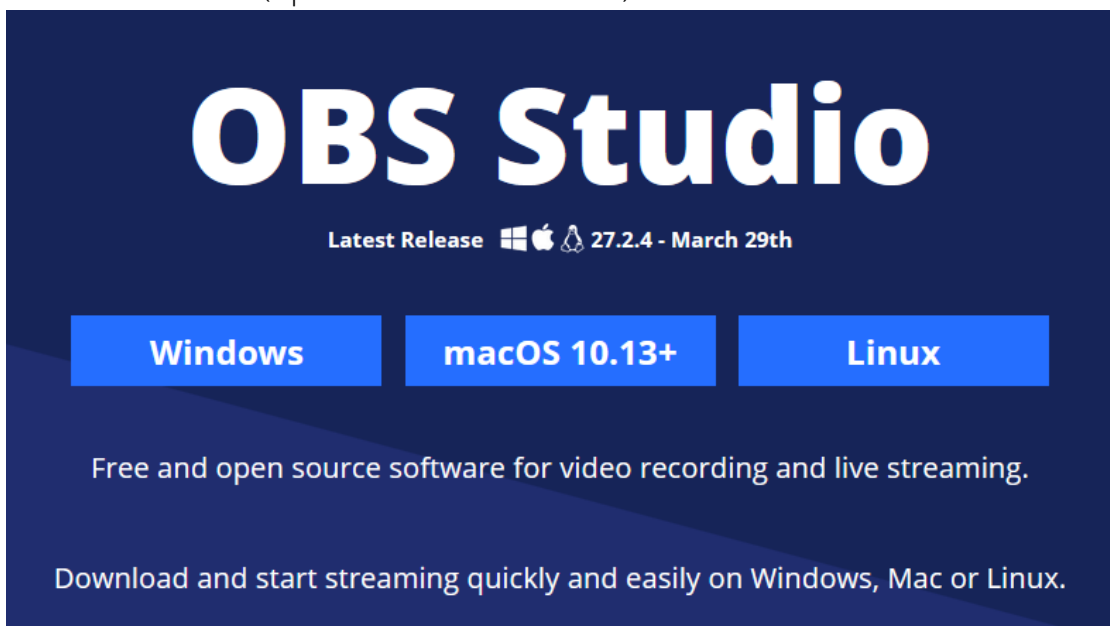 OBS Studio
Latest Release 27.2.4 - March 29th
Windows macOS 10.13+ Linux
Free and open source software for video recording and live streaming.
Download and start streaming quickly and easily on Windows, Mac or Linux.